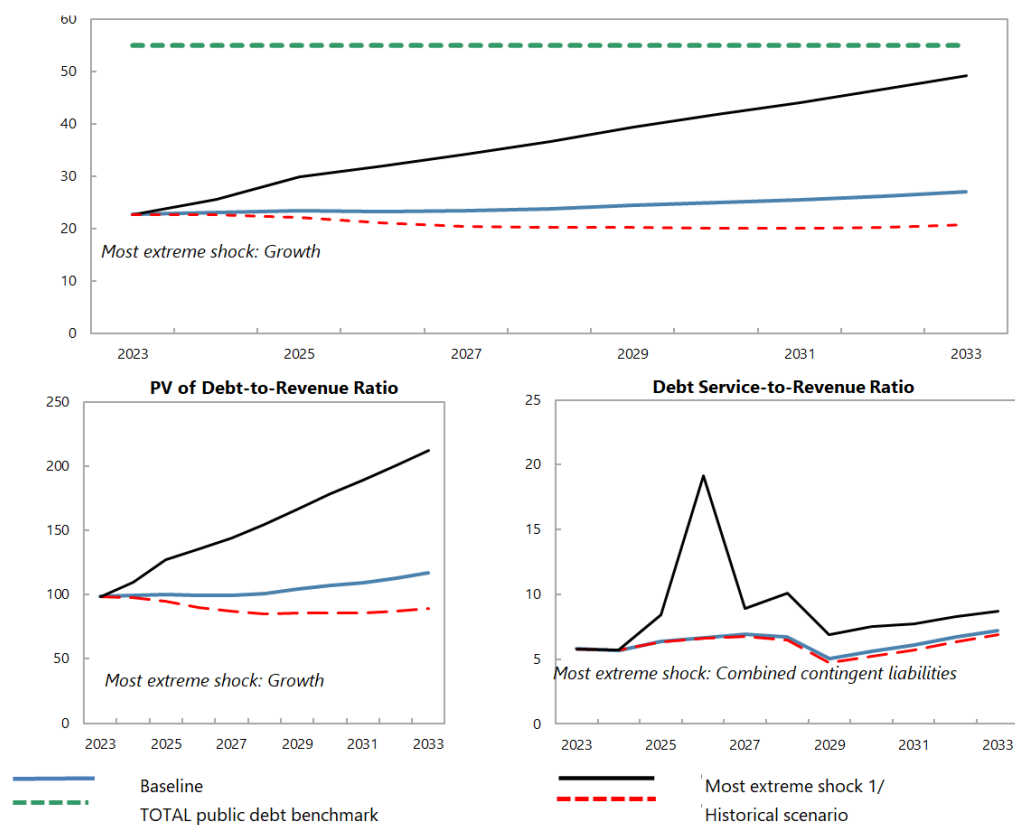 60
50
40
30
20
Most extreme shock: Growth
10
0
2023 2025 2027 2029 2031 2033
PV of Debt-to-Revenue Ratio
250
200
150
100
50
Most extreme shock: Growth
0
2023 2025 2027 2029 2031 2033
Debt Service-to-Revenue Ratio
25
20
15
10
5
Most extreme shock: Combined contingent liabilities
0
2023 2025 2027 2029 2031 2033
Baseline
TOTAL public debt benchmark
Most extreme shock 1/
Historical scenario